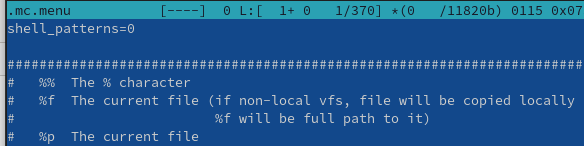 .mc.menu [----] 0 L:[ 1+ 0 1/370] *(0 /11820b) 0115 0x07
shell_patterns=0
########################################################################
# %% The % character
# %f The current file (if non-local vfs, file will be copied locally
# %f will be full path to it)
# %p The current file